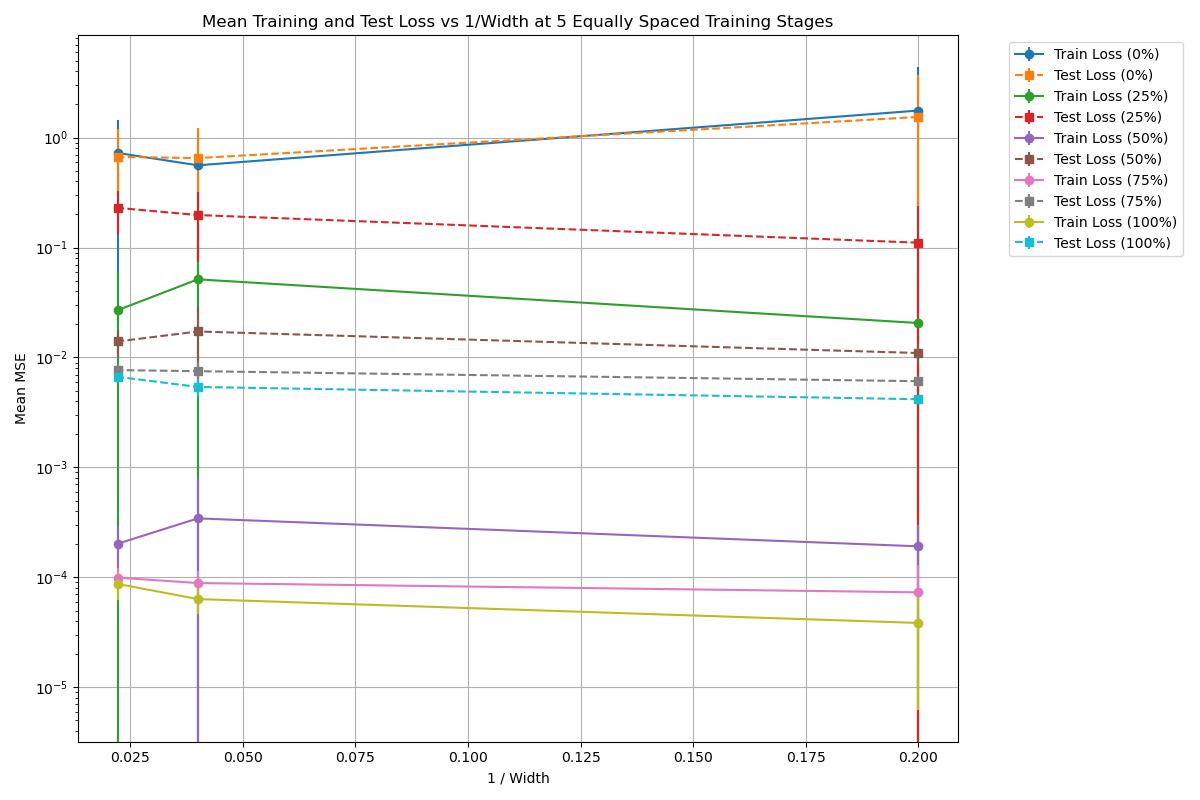 Mean Training and Test Loss vs 1/Width at 5 Equally Spaced Training Stages
Mean MSE
10^0
10^-1
10^-2
10^-3
10^-4
10^-5
0.025 0.050 0.075 0.100 0.125 0.150 0.175 0.200
1 / Width
Train Loss (0%)
Test Loss (0%)
Train Loss (25%)
Test Loss (25%)
Train Loss (50%)
Test Loss (50%)
Train Loss (75%)
Test Loss (75%)
Train Loss (100%)
Test Loss (100%)